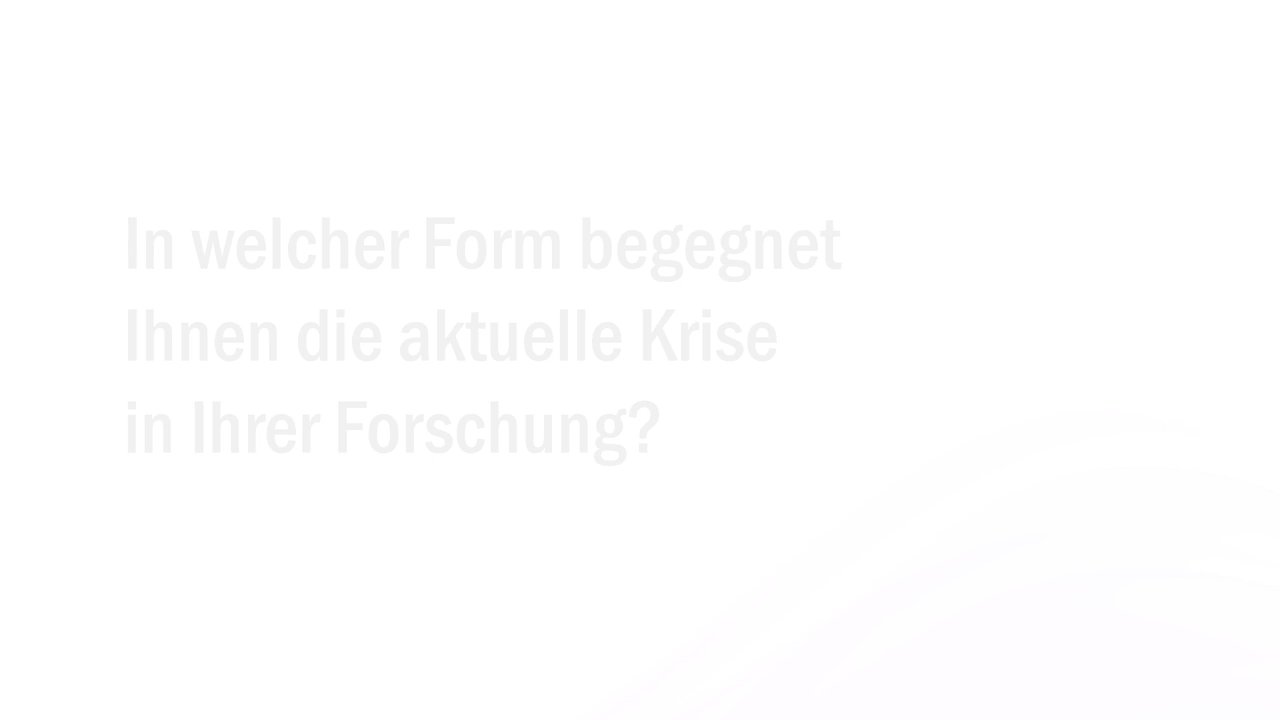 In welcher Form begegnet
Ihnen die aktuelle Krise
in Ihrer Forschung?